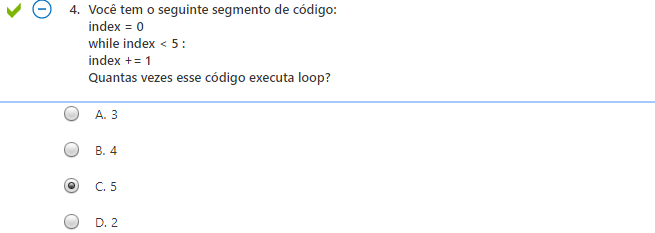 4. Você tem o seguinte segmento de código:
index = 0
while index < 5 :
index += 1
Quantas vezes esse código executa loop?
A. 3
B. 4
C. 5
D. 2